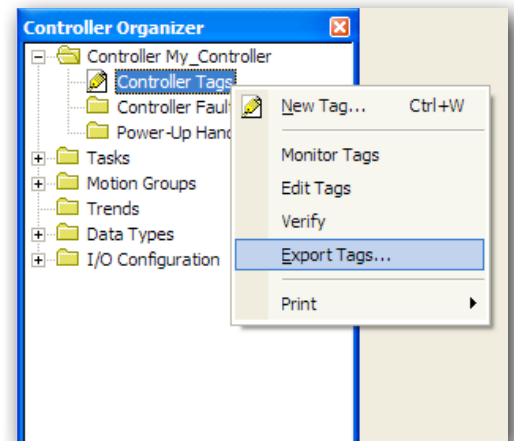 Controller Organizer
Controller My_Controller
Controller Tags
Controller Faul
Power-Up Hand
Tasks
Motion Groups
Trends
Data Types
I/O Configuration
New Tag... Ctrl+W
Monitor Tags
Edit Tags
Verify
Export Tags...
Print